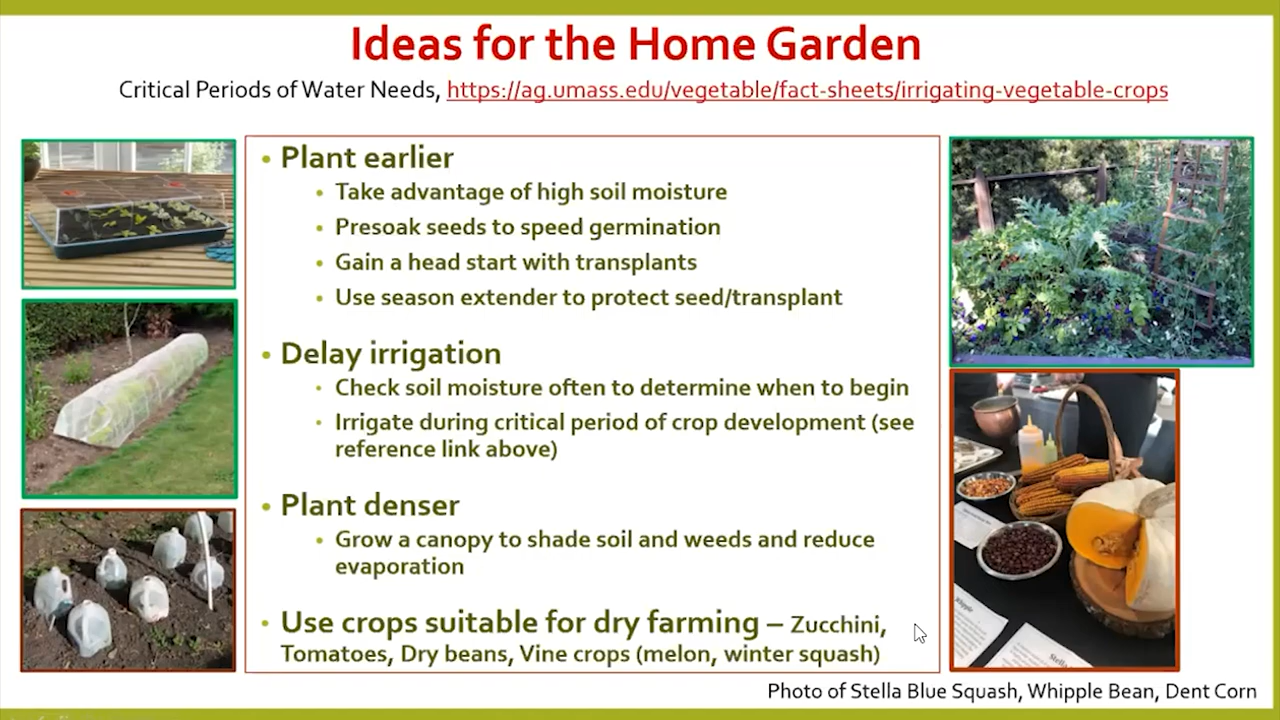 Ideas for the Home Garden
Critical Periods of Water Needs, https://ag.umass.edu/vegetable/fact-sheets/irrigating-vegetable-crops
• Plant earlier
• Take advantage of high soil moisture
• Presoak seeds to speed germination
• Gain a head start with transplants
• Use season extender to protect seed/transplant
• Delay irrigation
• Check soil moisture often to determine when to begin
• Irrigate during critical period of crop development (see
reference link above)
• Plant denser
• Grow a canopy to shade soil and weeds and reduce
evaporation
• Use crops suitable for dry farming – Zucchini,
Tomatoes, Dry beans, Vine crops (melon, winter squash)
Whipple
Stella
Photo of Stella Blue Squash, Whipple Bean, Dent Corn